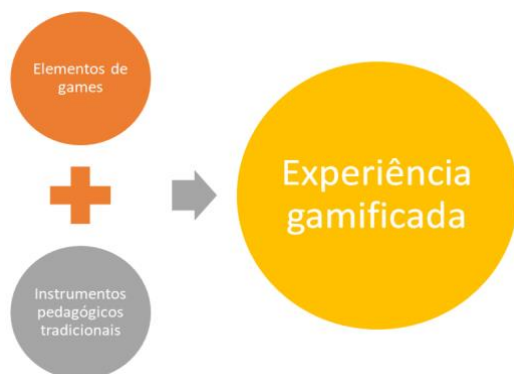 Elementos de
games
Instrumentos
pedagógicos
tradicionais
Experiência
gamificada